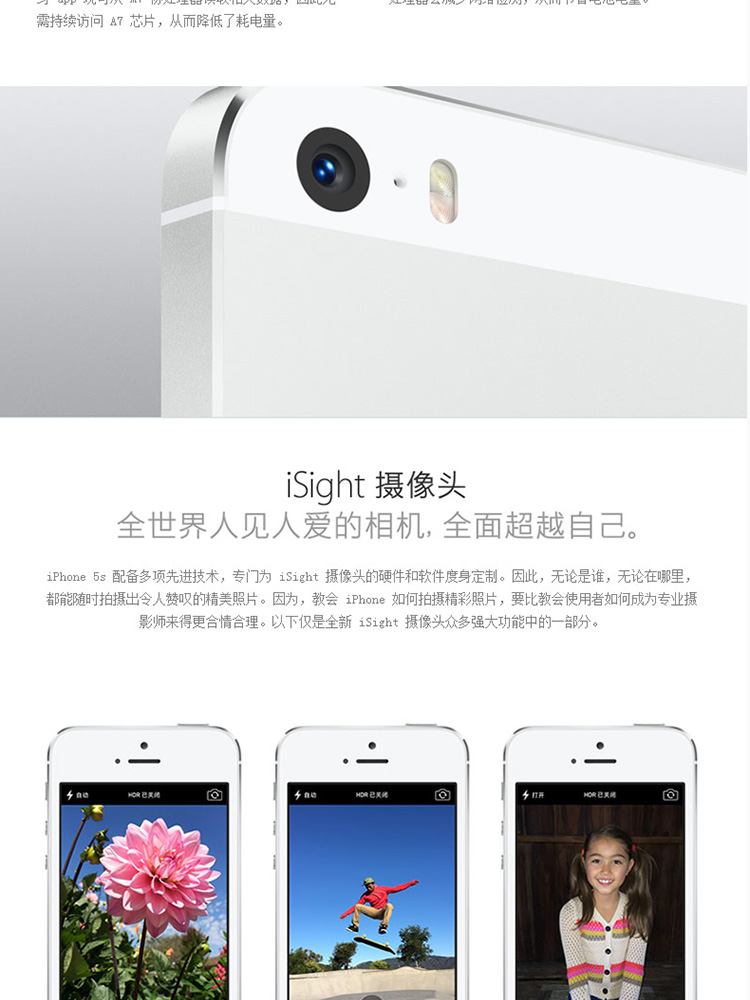 需持续访问 A7 芯片，从而降低了耗电量。
iSight 摄像头
全世界人见人爱的相机，全面超越自己。
iPhone 5s 配备多项先进技术，专门为 iSight 摄像头的硬件和软件度身定制。因此，无论是谁，无论在哪里，
都能随时拍摄出令人赞叹的精美照片。因为，教会 iPhone 如何拍摄精彩照片，要比教会使用者如何成为专业摄
影师来得更合情合理。以下仅是全新 iSight 摄像头众多强大功能中的一部分。
自动 HDR 已关闭
自动 HDR 已关闭
打开 HDR 已关闭